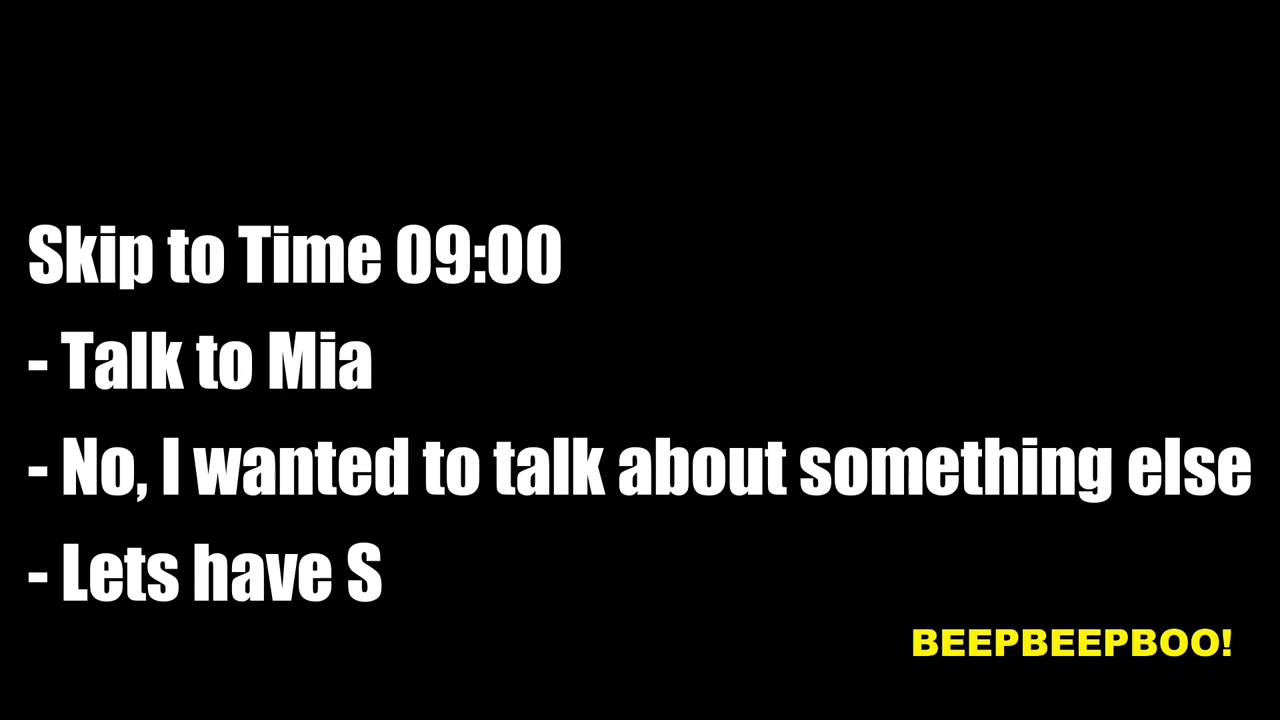 Skip to Time 09:00
- Talk to Mia
- No, I wanted to talk about something else
- Lets have S
BEEPBEEPBOO!